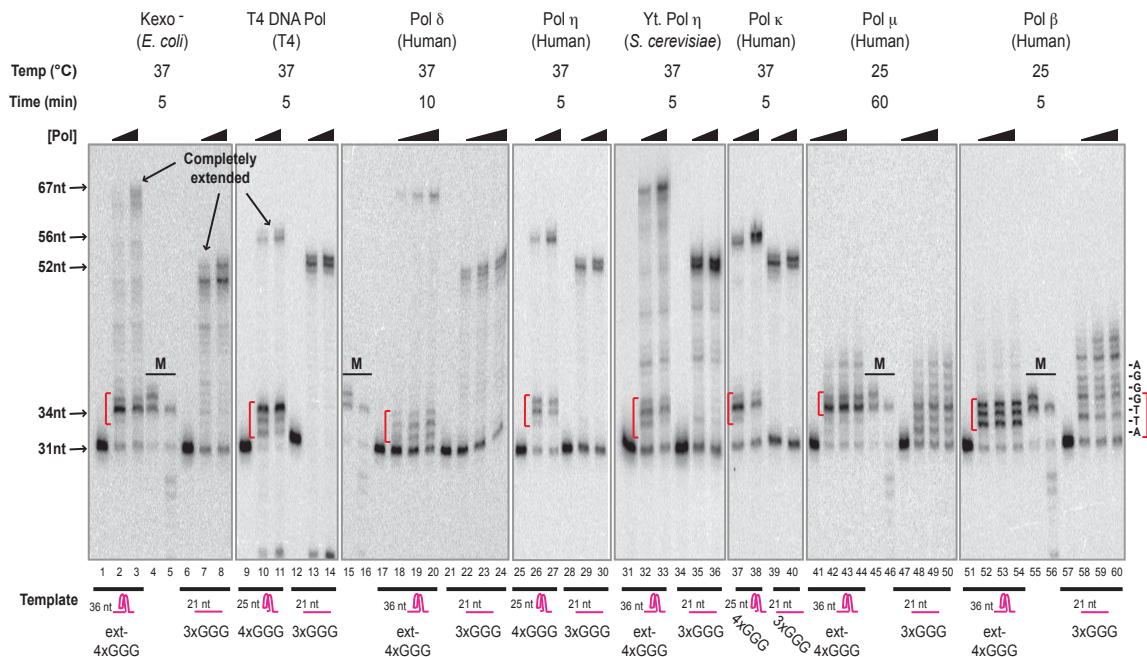 Kexo - T4 DNA Pol Pol δ Pol η Yt. Pol η Pol κ Pol μ Pol β
(E. coli) (T4) (Human) (Human) (S. cerevisiae) (Human) (Human) (Human)
Temp (°C) 37 37 37 37 37 37 25 25
Time (min) 5 5 10 5 5 5 60 5
[Pol]
Completely
extended
67nt
56nt
52nt
M M M M
-A
-G
-G
-G
34nt -T
-T
-A
31nt
1 2 3 4 5 6 7 8 9 10 11 12 13 14 15 16 17 18 19 20 21 22 23 24 25 26 27 28 29 30 31 32 33 34 35 36 37 38 39 40 41 42 43 44 45 46 47 48 49 50 51 52 53 54 55 56 57 58 59 60
Template 36 nt 21 nt 25 nt 21 nt 36 nt 21 nt 25 nt 21 nt 36 nt 21 nt 25 nt 21 nt 36 nt 21 nt 36 nt 21 nt
ext- 3xGGG 4xGGG 3xGGG ext- 3xGGG 4xGGG 3xGGG ext- 3xGGG 4xGGG 3xGGG ext- 3xGGG ext- 3xGGG
4xGGG 4xGGG 4xGGG 4xGGG 4xGGG